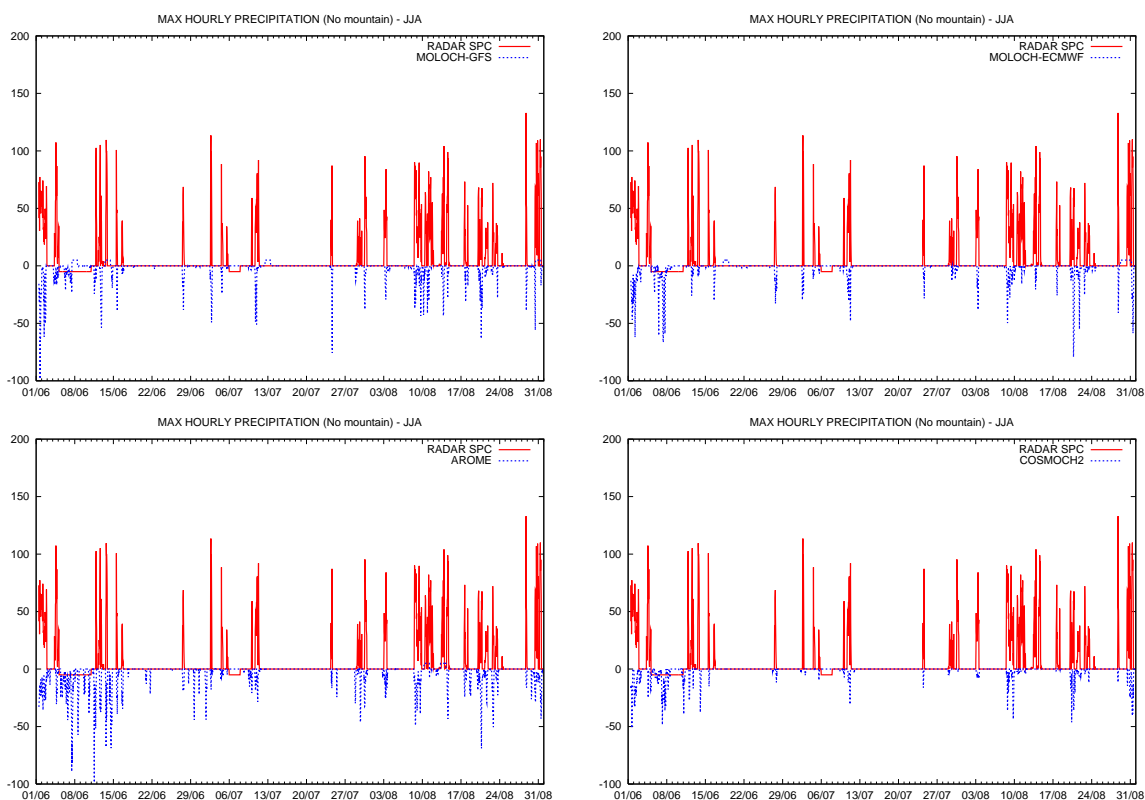 MAX HOURLY PRECIPITATION (No mountain) - JJA
RADAR SPC
MOLOCH-GFS
200
150
100
50
0
-50
-100
01/06 08/06 15/06 22/06 29/06 06/07 13/07 20/07 27/07 03/08 10/08 17/08 24/08 31/08
MAX HOURLY PRECIPITATION (No mountain) - JJA
RADAR SPC
MOLOCH-ECMWF
200
150
100
50
0
-50
-100
01/06 08/06 15/06 22/06 29/06 06/07 13/07 20/07 27/07 03/08 10/08 17/08 24/08 31/08
MAX HOURLY PRECIPITATION (No mountain) - JJA
RADAR SPC
AROME
200
150
100
50
0
-50
-100
01/06 08/06 15/06 22/06 29/06 06/07 13/07 20/07 27/07 03/08 10/08 17/08 24/08 31/08
MAX HOURLY PRECIPITATION (No mountain) - JJA
RADAR SPC
COSMOCH2
200
150
100
50
0
-50
-100
01/06 08/06 15/06 22/06 29/06 06/07 13/07 20/07 27/07 03/08 10/08 17/08 24/08 31/08